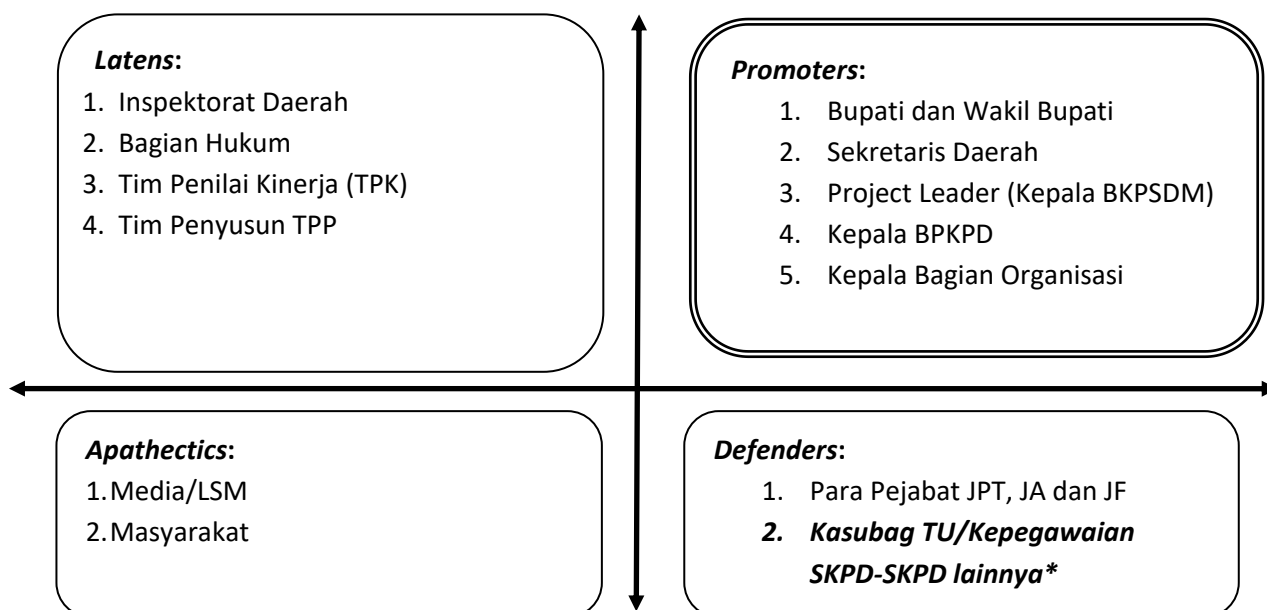 Latens:
1. Inspektorat Daerah
2. Bagian Hukum
3. Tim Penilai Kinerja (TPK)
4. Tim Penyusun TPP
Promoters:
1. Bupati dan Wakil Bupati
2. Sekretaris Daerah
3. Project Leader (Kepala BKPSDM)
4. Kepala BPKPD
5. Kepala Bagian Organisasi
Apathectics:
1. Media/LSM
2. Masyarakat
Defenders:
1. Para Pejabat JPT, JA dan JF
2. Kasubag TU/Kepegawaian
SKPD-SKPD lainnya*